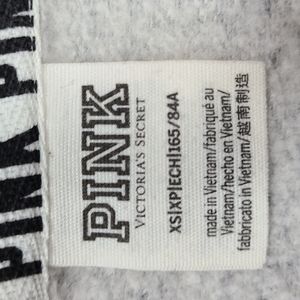 PINK PIN
PINK
VICTORIA'S SECRET
XS|XP|ECH|165/84A
made in Vietnam/fabriqué au
Vietnam/hecho en Vietnam/
fabbricato in Vietnam/越南制造